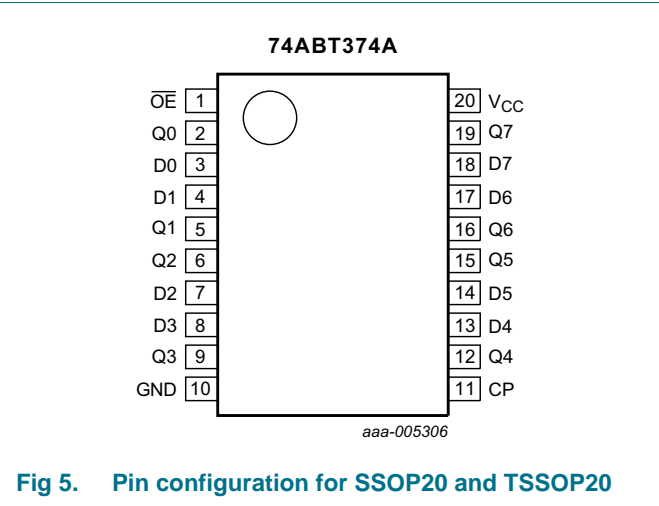 74ABT374A
OE 1
Q0 2
D0 3
D1 4
Q1 5
Q2 6
D2 7
D3 8
Q3 9
GND 10
20 VCC
19 Q7
18 D7
17 D6
16 Q6
15 Q5
14 D5
13 D4
12 Q4
11 CP
aaa-005306
Fig 5. Pin configuration for SSOP20 and TSSOP20